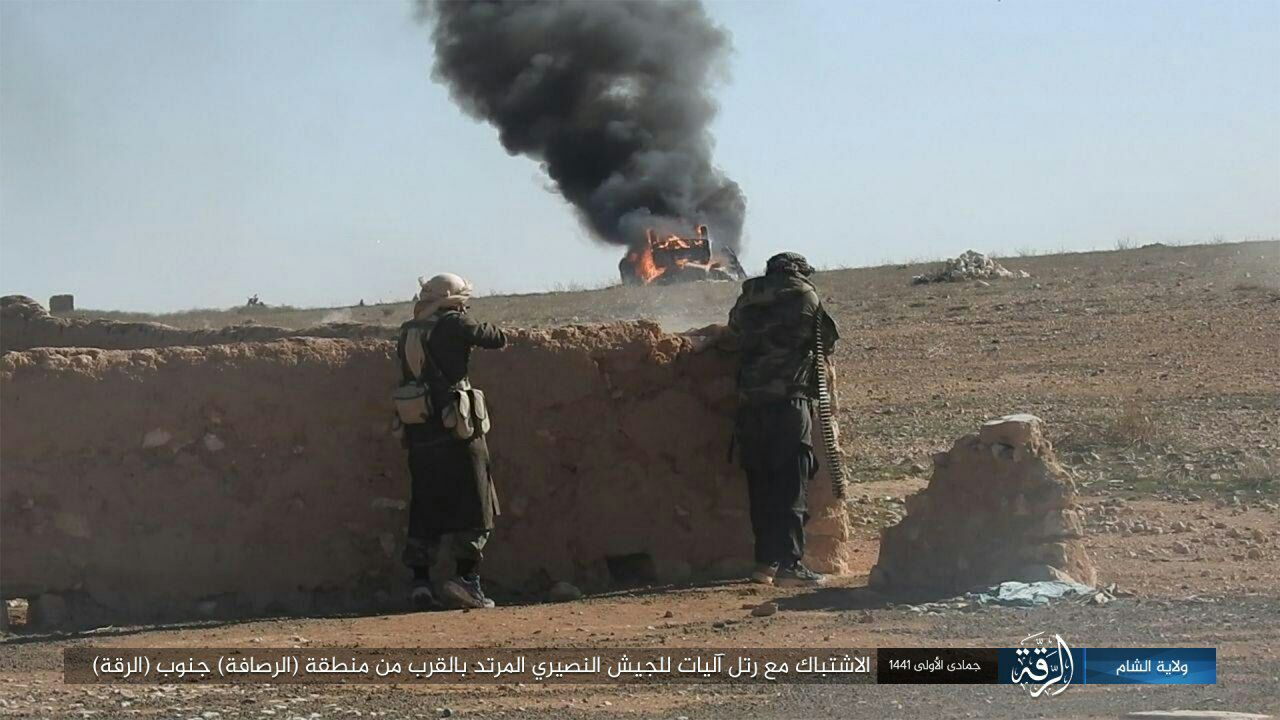 ولاية الشام الرقة جمادى الأولى 1441 الاشتباك مع رتل آليات للجيش النصيري المرتد بالقرب من منطقة (الرصافة) جنوب (الرقة)